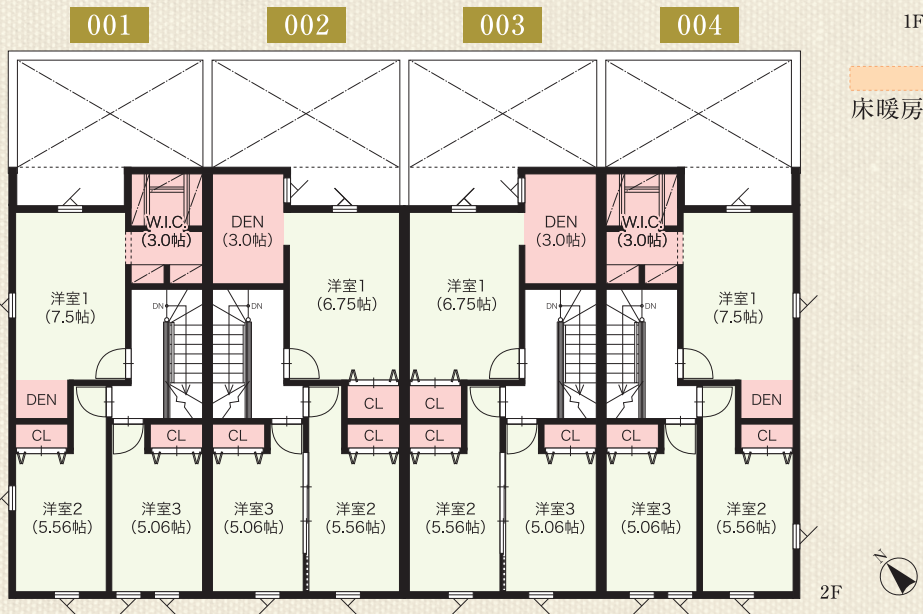 001
002
003
004
1F
床暖房
W.I.C.
(3.0帖)
DEN
(3.0帖)
DEN
(3.0帖)
W.I.C.
(3.0帖)
洋室1
(7.5帖)
洋室1
(6.75帖)
洋室1
(6.75帖)
洋室1
(7.5帖)
DN
DN
DN
DN
DEN
CL
CL
DEN
CL
CL
CL
CL
CL
CL
CL
CL
洋室2
(5.56帖)
洋室3
(5.06帖)
洋室3
(5.06帖)
洋室2
(5.56帖)
洋室2
(5.56帖)
洋室3
(5.06帖)
洋室3
(5.06帖)
洋室2
(5.56帖)
N
2F